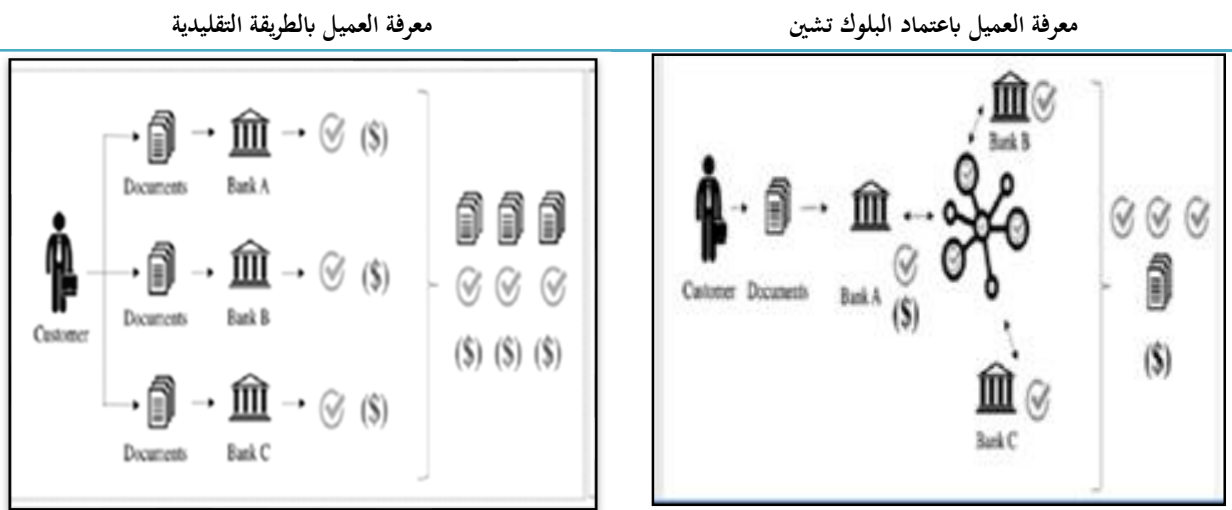 معرفة العميل باعتماد البلوك تشين
Customer
Documents
Bank A
($)
Bank B
Bank C
($)
معرفة العميل بالطريقة التقليدية
Customer
Documents
Bank A
($)
Documents
Bank B
($)
Documents
Bank C
($)
($) ($) ($)